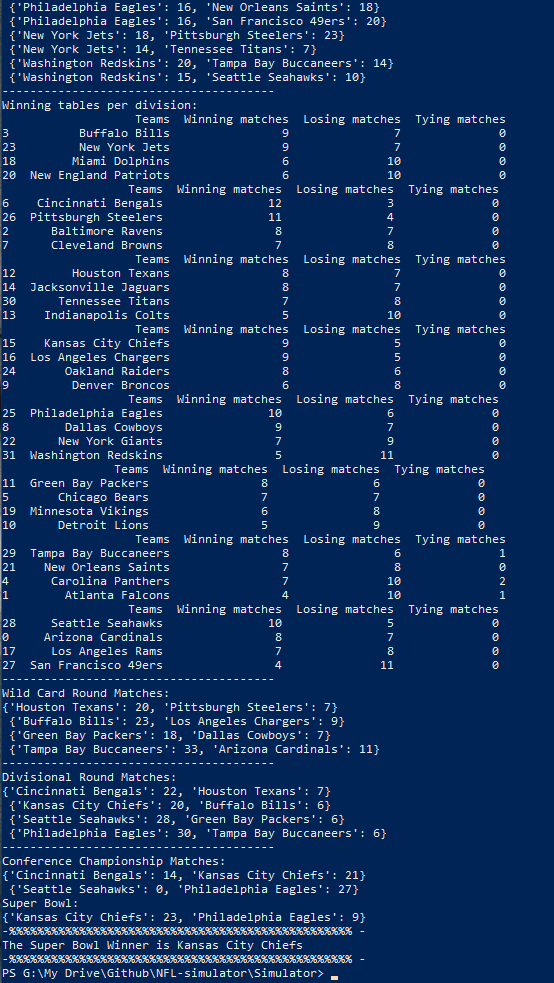 {'Philadelphia Eagles': 16, 'New Orleans Saints': 18}
{'Philadelphia Eagles': 16, 'San Francisco 49ers': 20}
{'New York Jets': 18, 'Pittsburgh Steelers': 23}
{'New York Jets': 14, 'Tennessee Titans': 7}
{'Washington Redskins': 20, 'Tampa Bay Buccaneers': 14}
{'Washington Redskins': 15, 'Seattle Seahawks': 10}
---------------------------------------
Winning tables per division:
Teams Winning matches Losing matches Tying matches
3 Buffalo Bills 9 7 0
23 New York Jets 9 7 0
18 Miami Dolphins 6 10 0
20 New England Patriots 6 10 0
Teams Winning matches Losing matches Tying matches
6 Cincinnati Bengals 12 3 0
26 Pittsburgh Steelers 11 4 0
2 Baltimore Ravens 8 7 0
7 Cleveland Browns 7 8 0
Teams Winning matches Losing matches Tying matches
12 Houston Texans 8 7 0
14 Jacksonville Jaguars 8 7 0
30 Tennessee Titans 7 8 0
13 Indianapolis Colts 5 10 0
Teams Winning matches Losing matches Tying matches
15 Kansas City Chiefs 9 5 0
16 Los Angeles Chargers 9 5 0
24 Oakland Raiders 8 6 0
9 Denver Broncos 6 8 0
Teams Winning matches Losing matches Tying matches
25 Philadelphia Eagles 10 6 0
8 Dallas Cowboys 9 7 0
22 New York Giants 7 9 0
31 Washington Redskins 5 11 0
Teams Winning matches Losing matches Tying matches
11 Green Bay Packers 8 6 0
5 Chicago Bears 7 7 0
19 Minnesota Vikings 6 8 0
10 Detroit Lions 5 9 0
Teams Winning matches Losing matches Tying matches
29 Tampa Bay Buccaneers 8 6 1
21 New Orleans Saints 7 8 0
4 Carolina Panthers 7 10 2
1 Atlanta Falcons 4 10 1
Teams Winning matches Losing matches Tying matches
28 Seattle Seahawks 10 5 0
0 Arizona Cardinals 8 7 0
17 Los Angeles Rams 7 8 0
27 San Francisco 49ers 4 11 0
---------------------------------------
Wild Card Round Matches:
{'Houston Texans': 20, 'Pittsburgh Steelers': 7}
{'Buffalo Bills': 23, 'Los Angeles Chargers': 9}
{'Green Bay Packers': 18, 'Dallas Cowboys': 7}
{'Tampa Bay Buccaneers': 33, 'Arizona Cardinals': 11}
---------------------------------------
Divisional Round Matches:
{'Cincinnati Bengals': 22, 'Houston Texans': 7}
{'Kansas City Chiefs': 20, 'Buffalo Bills': 6}
{'Seattle Seahawks': 28, 'Green Bay Packers': 6}
{'Philadelphia Eagles': 30, 'Tampa Bay Buccaneers': 6}
---------------------------------------
Conference Championship Matches:
{'Cincinnati Bengals': 14, 'Kansas City Chiefs': 21}
{'Seattle Seahawks': 0, 'Philadelphia Eagles': 27}
Super Bowl:
{'Kansas City Chiefs': 23, 'Philadelphia Eagles': 9}
-%%%%%%%%%%%%%%%%%%%%%%%%%%%%%%%%%%%%%%%%%%%%%%%%% -
The Super Bowl Winner is Kansas City Chiefs
-%%%%%%%%%%%%%%%%%%%%%%%%%%%%%%%%%%%%%%%%%%%%%%%%% -
PS G:\My Drive\Github\NFL-simulator\Simulator> _